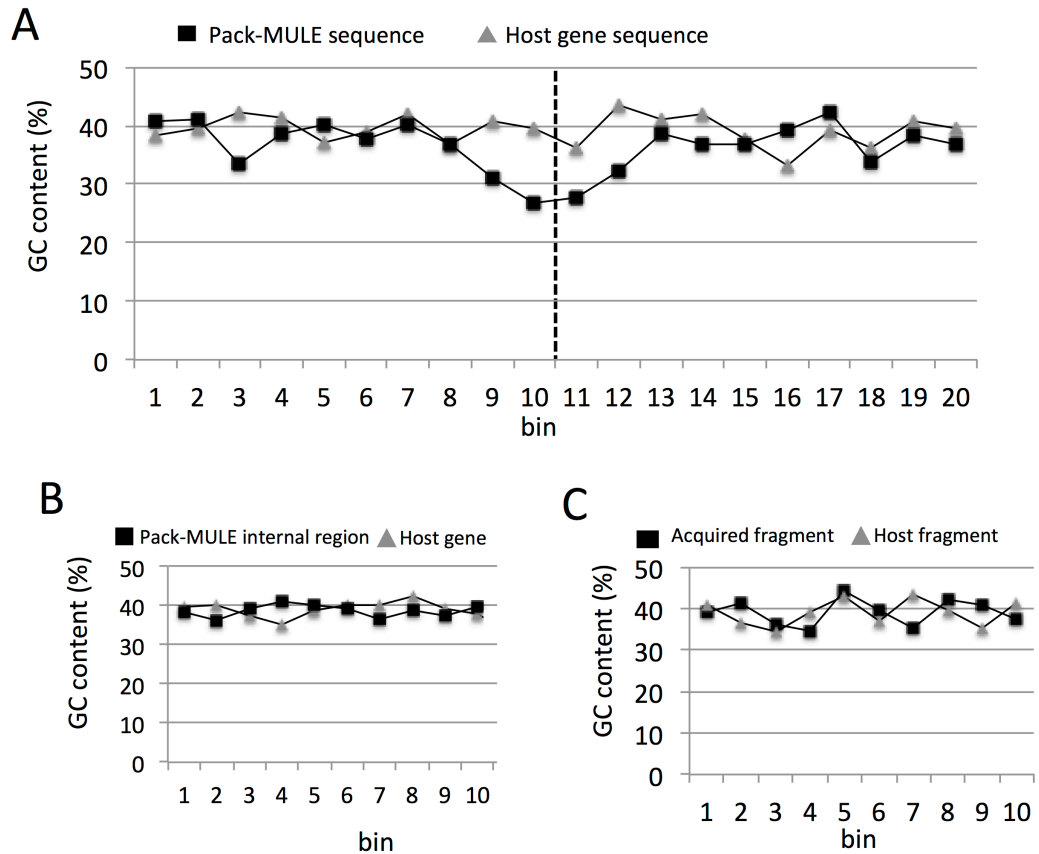 A
Pack-MULE sequence Host gene sequence
GC content (%)
50
40
30
20
10
0
1 2 3 4 5 6 7 8 9 10 11 12 13 14 15 16 17 18 19 20
bin
B
Pack-MULE internal region Host gene
GC content (%)
50
40
30
20
10
0
1 2 3 4 5 6 7 8 9 10
bin
C
Acquired fragment Host fragment
GC content (%)
50
40
30
20
10
0
1 2 3 4 5 6 7 8 9 10
bin